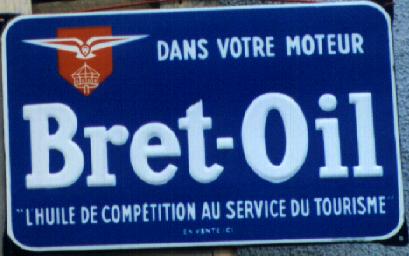 DANS VOTRE MOTEUR
Bret-Oil
"L'HUILE DE COMPÉTITION AU SERVICE DU TOURISME"
EN VENTE ICI